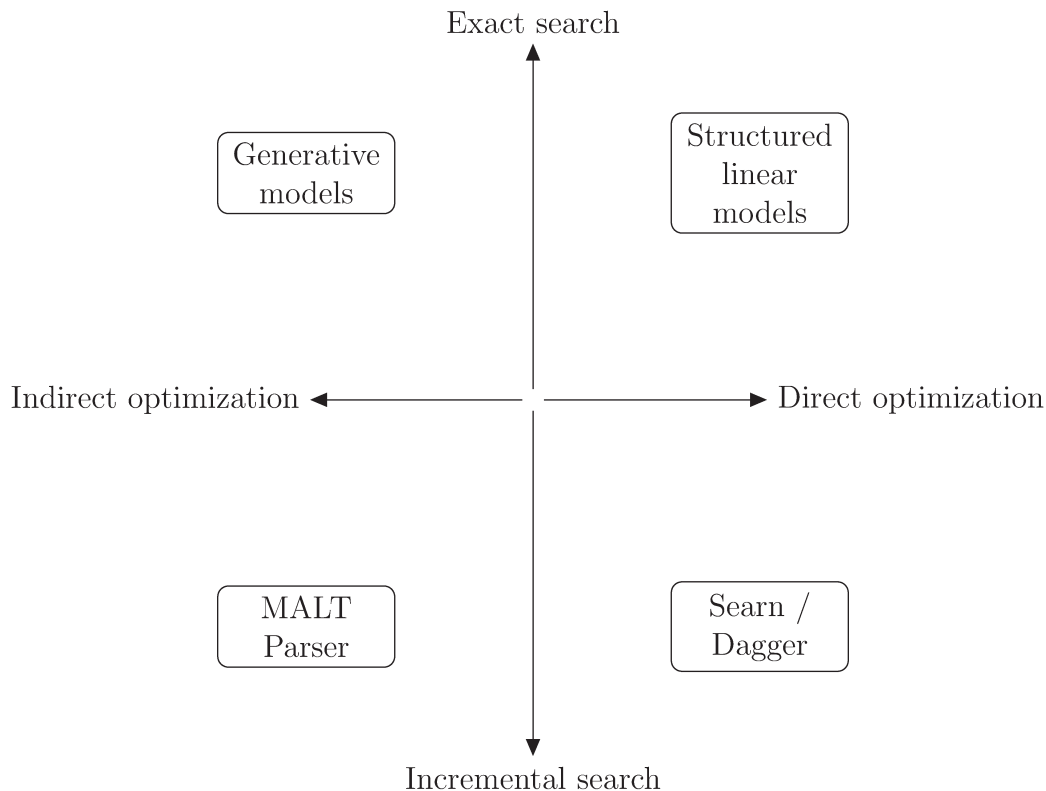 Exact search
Generative
models
Structured
linear
models
Indirect optimization
Direct optimization
MALT
Parser
Searn /
Dagger
Incremental search